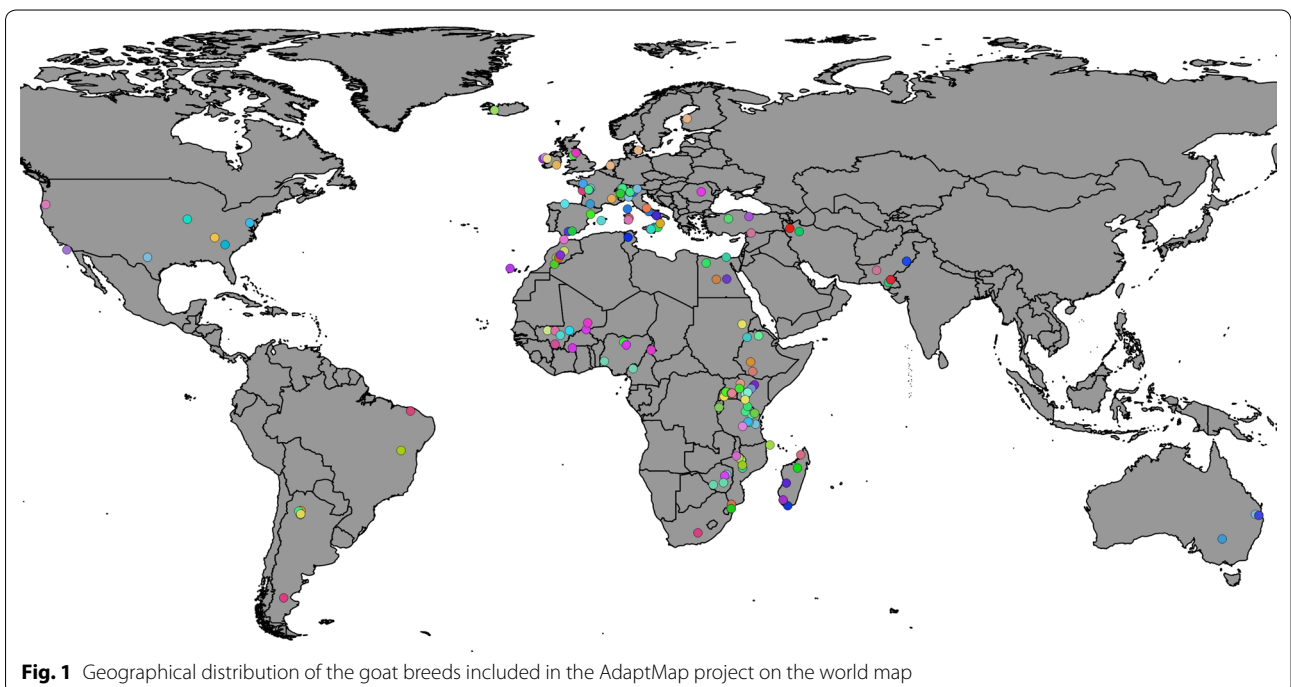 Fig. 1 Geographical distribution of the goat breeds included in the AdaptMap project on the world map